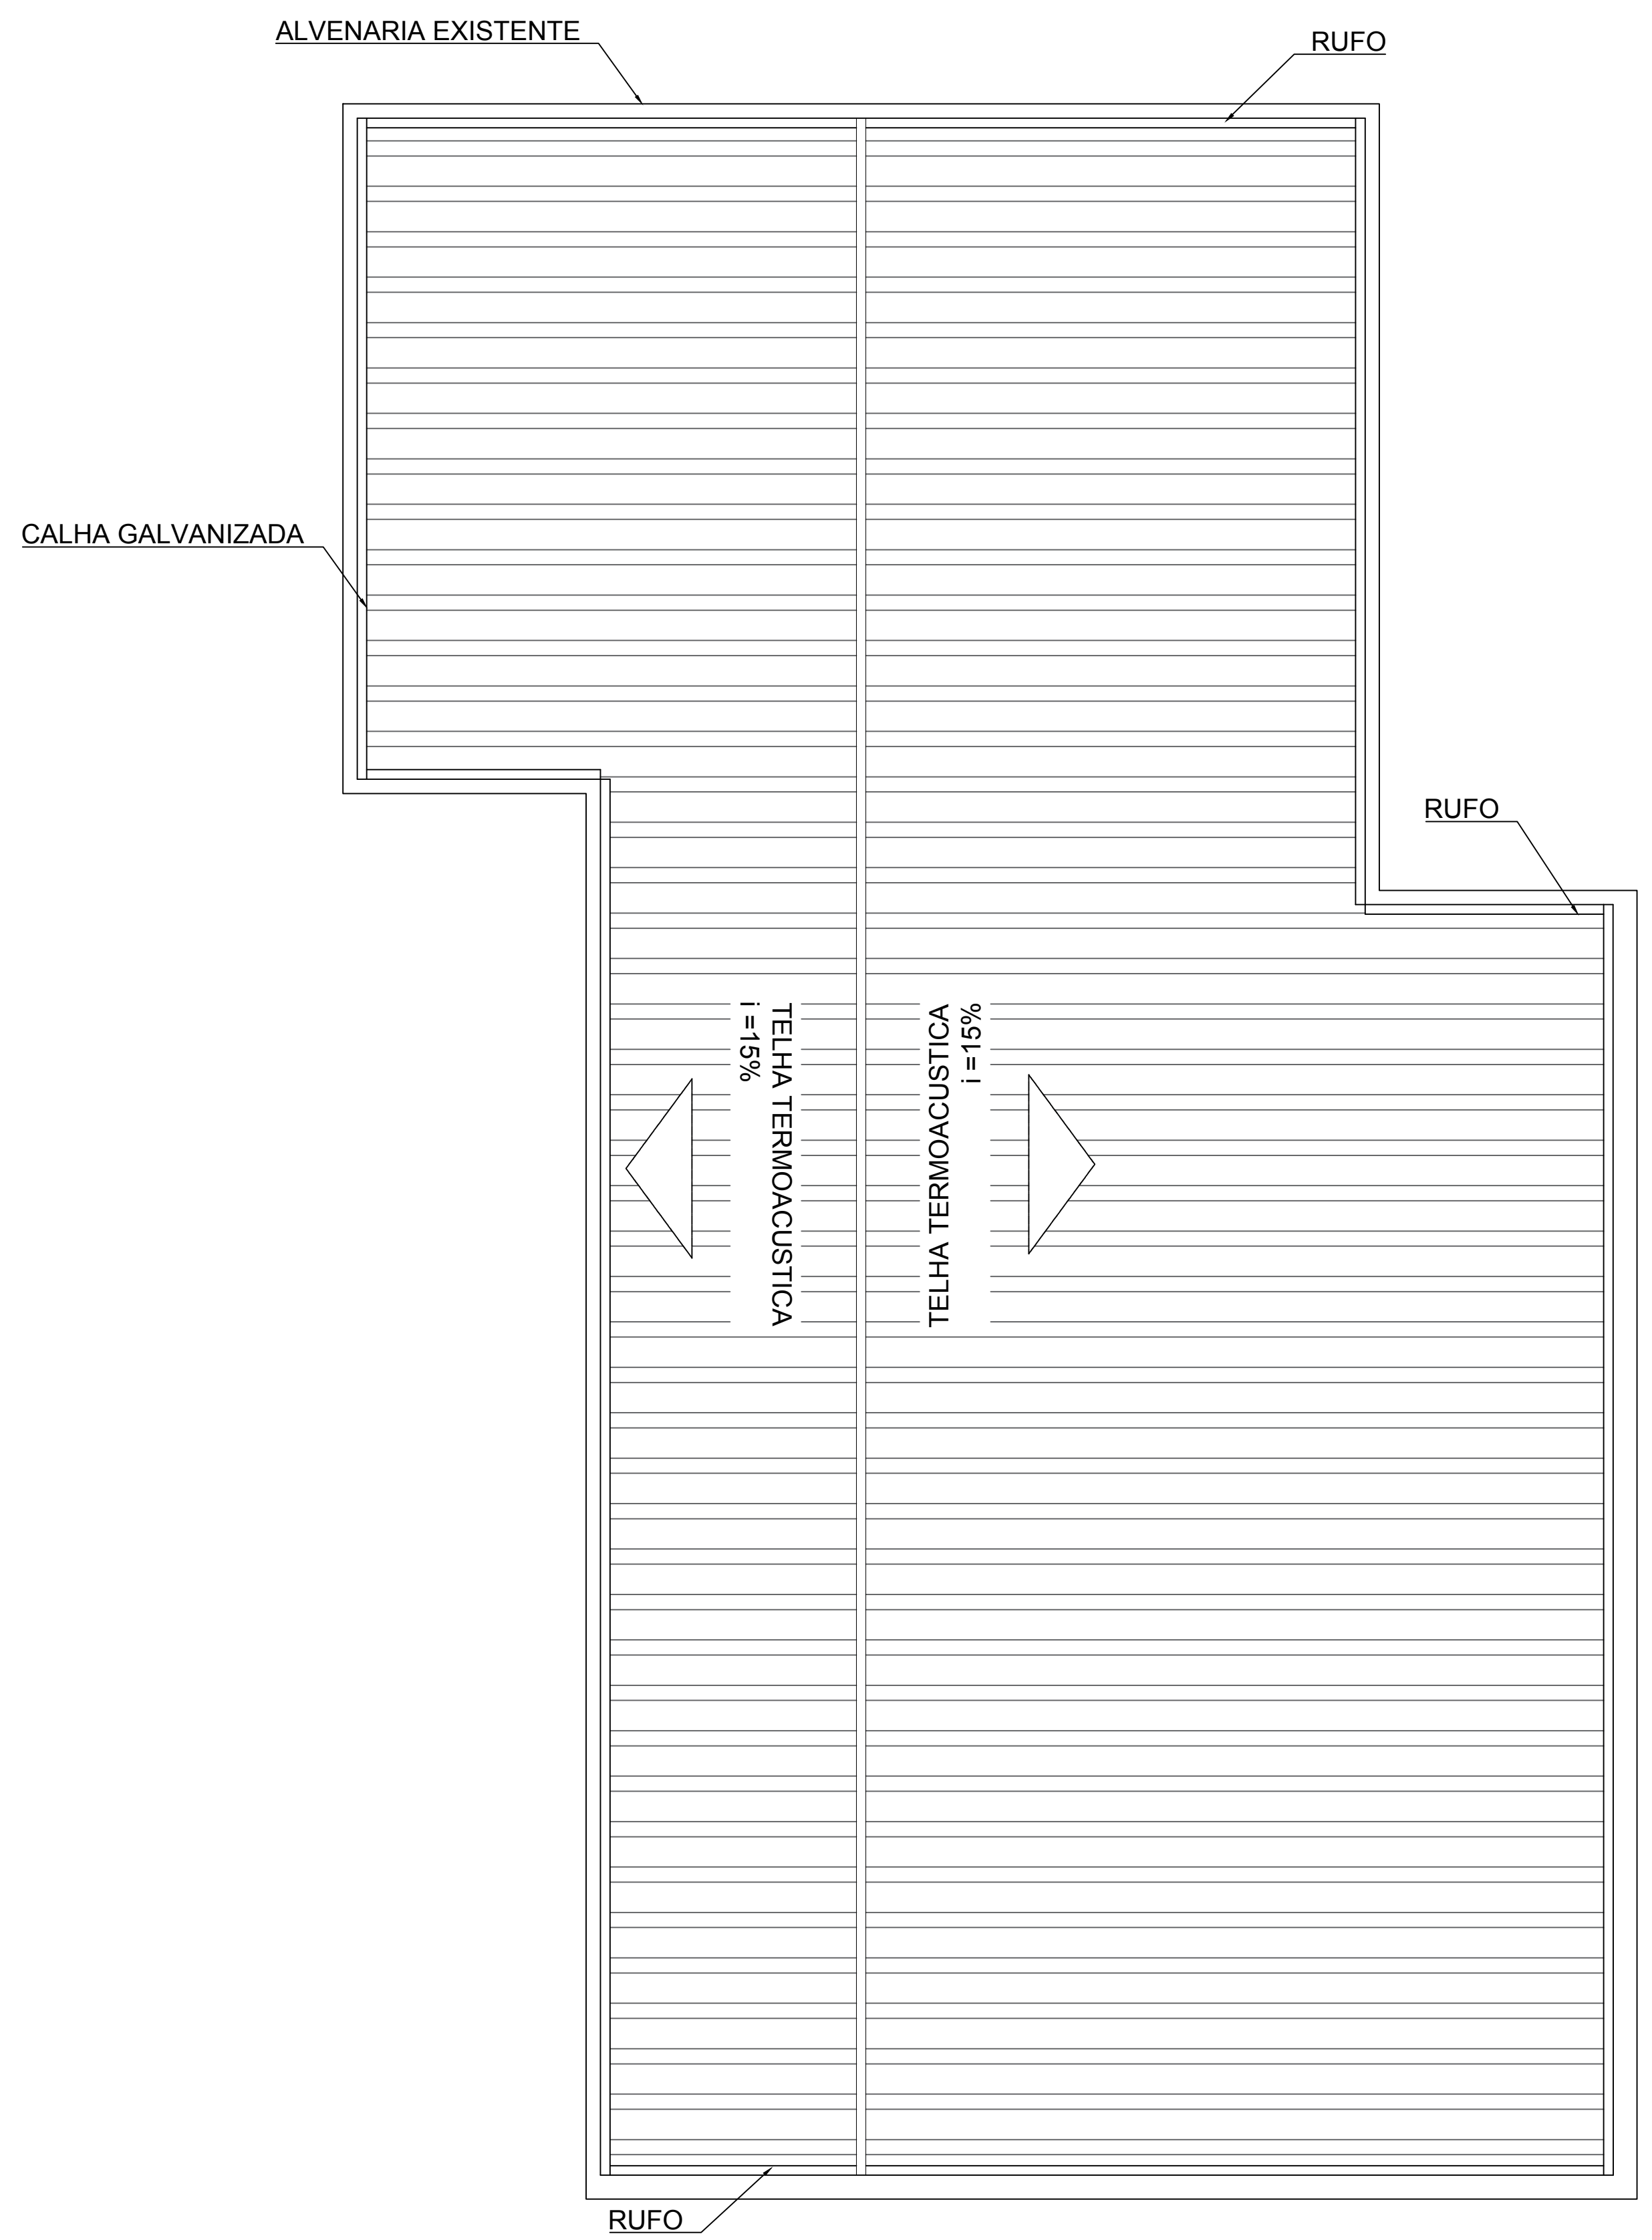 ALVENARIA EXISTENTE
RUFO
CALHA GALVANIZADA
RUFO
TELHA TERMOACUSTICA
i =15%
TELHA TERMOACUSTICA
i =15%
RUFO